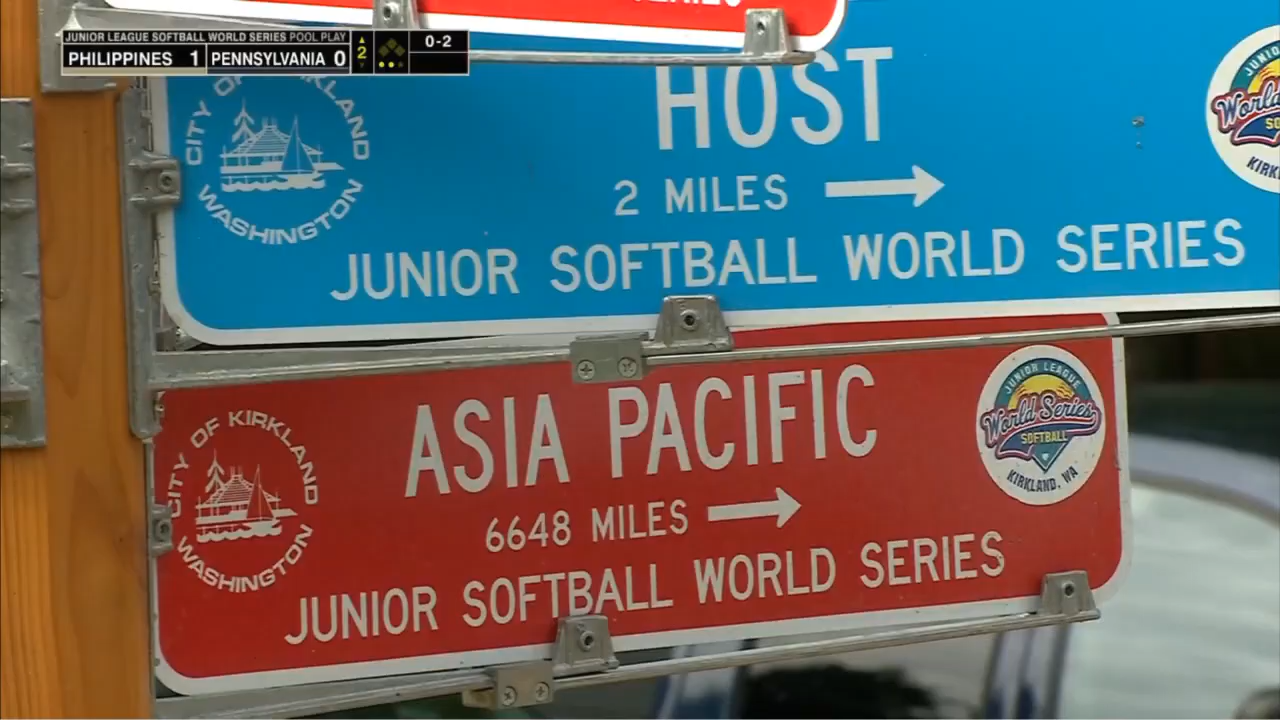 JUNIOR LEAGUE SOFTBALL WORLD SERIES POOL PLAY
PHILIPPINES 1 PENNSYLVANIA 0 2 0-2
CITY OF KIRKLAND
WASHINGTON
HOST
2 MILES
JUNIOR SOFTBALL WORLD SERIES
CITY OF KIRKLAND
WASHINGTON
ASIA PACIFIC
6648 MILES
JUNIOR SOFTBALL WORLD SERIES
JUNIOR LEAGUE
World Series
SOFTBALL
KIRKLAND, WA